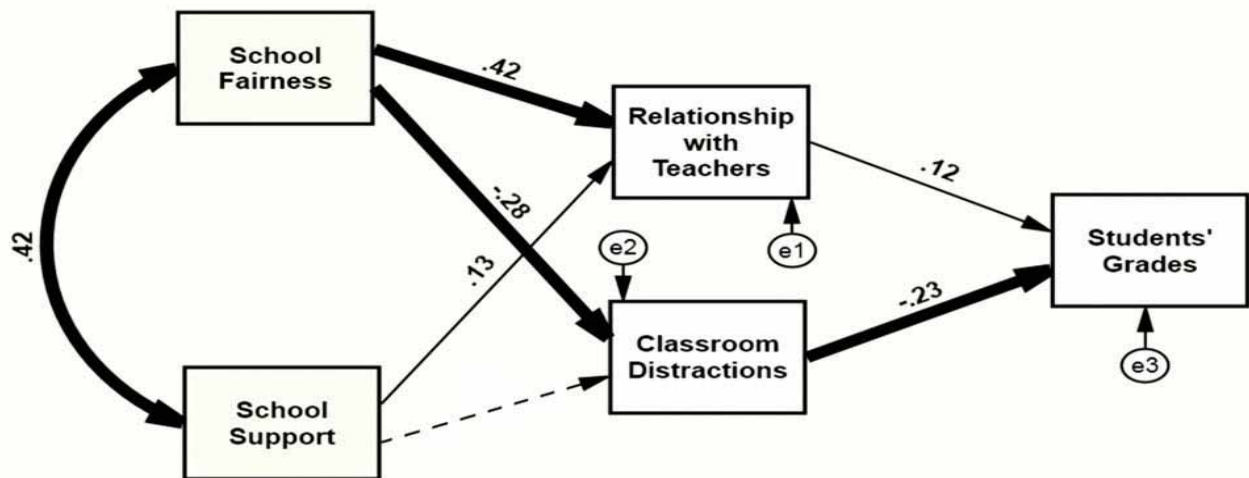 School
Fairness
.42
Relationship
with
Teachers
.12
-.28
.42
e2
.13
e1
Students'
Grades
-.23
Classroom
Distractions
e3
School
Support